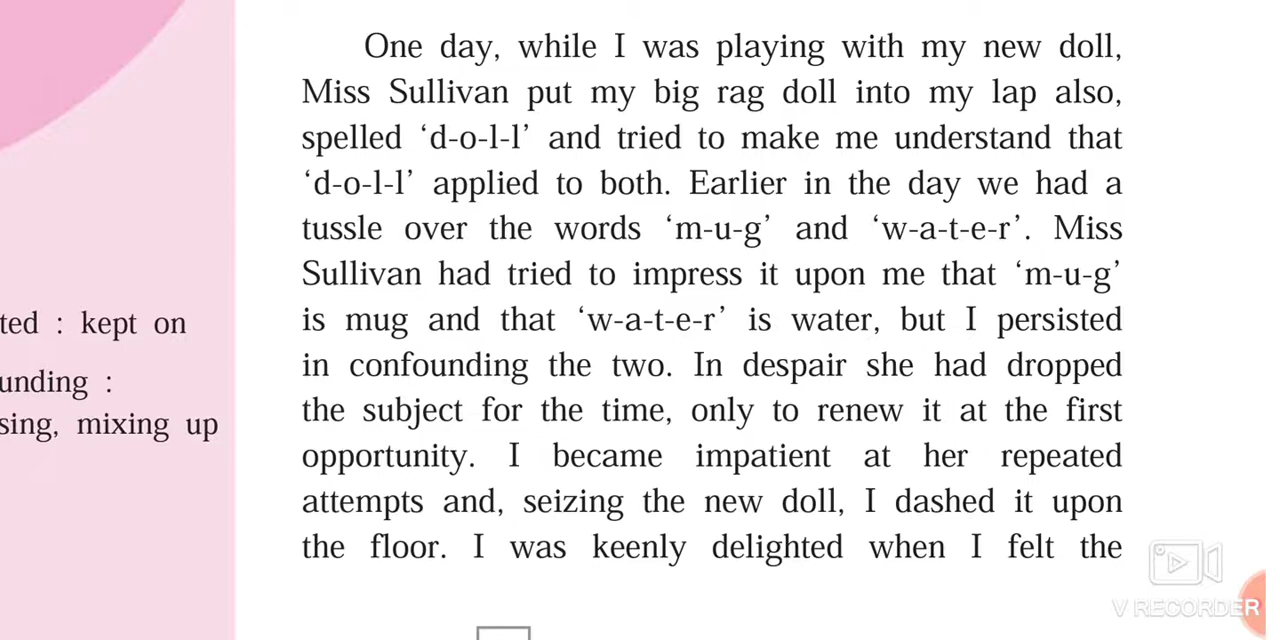 One day, while I was playing with my new doll,
Miss Sullivan put my big rag doll into my lap also,
spelled ‘d-o-l-l’ and tried to make me understand that
‘d-o-l-l’ applied to both. Earlier in the day we had a
tussle over the words ‘m-u-g’ and ‘w-a-t-e-r’. Miss
Sullivan had tried to impress it upon me that ‘m-u-g’
is mug and that ‘w-a-t-e-r’ is water, but I persisted
in confounding the two. In despair she had dropped
the subject for the time, only to renew it at the first
opportunity. I became impatient at her repeated
attempts and, seizing the new doll, I dashed it upon
the floor. I was keenly delighted when I felt the
ted : kept on
unding :
sing, mixing up
V RECORDER